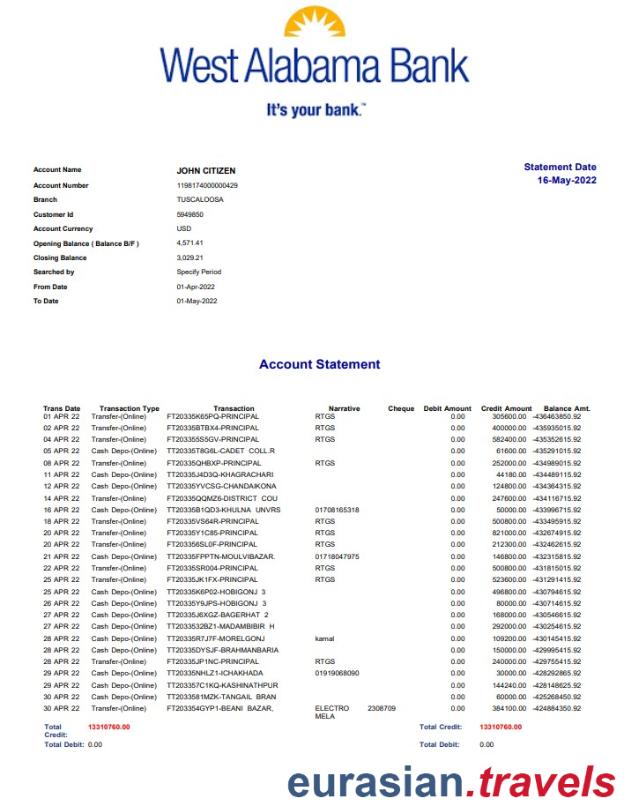 West Alabama Bank
It's your bank.™
Statement Date
16-May-2022
Account Name JOHN CITIZEN
Account Number 1198174000000429
Branch TUSCALOOSA
Customer Id 5949850
Account Currency USD
Opening Balance ( Balance B/F ) 4,571.41
Closing Balance 3,029.21
Searched by Specify Period
From Date 01-Apr-2022
To Date 01-May-2022
Account Statement
Trans Date Transaction Type Transaction Narrative Cheque Debit Amount Credit Amount Balance Amt.
01 APR 22 Transfer-(Online) FT20335K65PQ-PRINCIPAL RTGS 0.00 305600.00 -436463850.92
02 APR 22 Transfer-(Online) FT20335BTBX4-PRINCIPAL RTGS 0.00 400000.00 -435935015.92
04 APR 22 Transfer-(Online) FT203355S5GV-PRINCIPAL RTGS 0.00 582400.00 -435352615.92
05 APR 22 Cash Depo-(Online) TT20335T8G6L-CADET COLL.R 0.00 61600.00 -435291015.92
08 APR 22 Cash Depo-(Online) FT20335QHBXP-PRINCIPAL RTGS 0.00 252000.00 -434989015.92
11 APR 22 Cash Depo-(Online) TT20335J4D3Q-KHAGRACHARI 0.00 44180.00 -434489115.92
12 APR 22 Cash Depo-(Online) TT20335YVCSG-CHANDAIKONA 0.00 124800.00 -434364315.92
14 APR 22 Transfer-(Online) FT20335QQMZ6-DISTRICT COU 0.00 247600.00 -434116715.92
16 APR 22 Cash Depo-(Online) TT20335B1QD3-KHULNA UNVRS 01708165318 0.00 50000.00 -433996715.92
18 APR 22 Transfer-(Online) FT20335VS64R-PRINCIPAL RTGS 0.00 500800.00 -433495915.92
20 APR 22 Transfer-(Online) FT20335Y1C85-PRINCIPAL RTGS 0.00 821000.00 -432674915.92
20 APR 22 Transfer-(Online) FT203356SL0F-PRINCIPAL RTGS 0.00 212300.00 -432462615.92
21 APR 22 Cash Depo-(Online) TT20335FPPTN-MOULVIBAZAR. 01718047975 0.00 146800.00 -432315815.92
22 APR 22 Transfer-(Online) FT20335SR004-PRINCIPAL RTGS 0.00 500800.00 -431815015.92
25 APR 22 Transfer-(Online) FT20335JK1FX-PRINCIPAL RTGS 0.00 523600.00 -431291415.92
25 APR 22 Cash Depo-(Online) TT20335K6P02-HOBIGONJ 3 0.00 496800.00 -430794615.92
26 APR 22 Cash Depo-(Online) TT20335Y9JPS-HOBIGONJ 3 0.00 80000.00 -430714615.92
27 APR 22 Cash Depo-(Online) TT20335J6XGZ-BAGERHAT 2 0.00 168000.00 -430546615.92
27 APR 22 Cash Depo-(Online) TT2033532BZ1-MADAMBIBIR H 0.00 292000.00 -430254615.92
28 APR 22 Cash Depo-(Online) TT20335R7J7F-MORELGONJ kamal 0.00 109200.00 -430145415.92
28 APR 22 Cash Depo-(Online) TT20335DYSJF-BRAHMANBARIA 0.00 150000.00 -429995415.92
28 APR 22 Transfer-(Online) FT20335JP1NC-PRINCIPAL RTGS 0.00 240000.00 -429755415.92
29 APR 22 Cash Depo-(Online) TT20335NHLZ1-ICHAKHADA 01919068090 0.00 30000.00 -428292865.92
29 APR 22 Cash Depo-(Online) TT203357C1KQ-KASHINATHPUR 0.00 144240.00 -428148625.92
30 APR 22 Cash Depo-(Online) TT2033581MZK-TANGAIL BRAN 0.00 60000.00 -425268450.92
30 APR 22 Transfer-(Online) FT203354GYP1-BEANI BAZAR, ELECTRO MELA 2308709 0.00 384100.00 -424884350.92
Total Credit: 13310760.00 Total Credit: 13310760.00
Total Debit: 0.00 Total Debit: 0.00
eurasian.travels